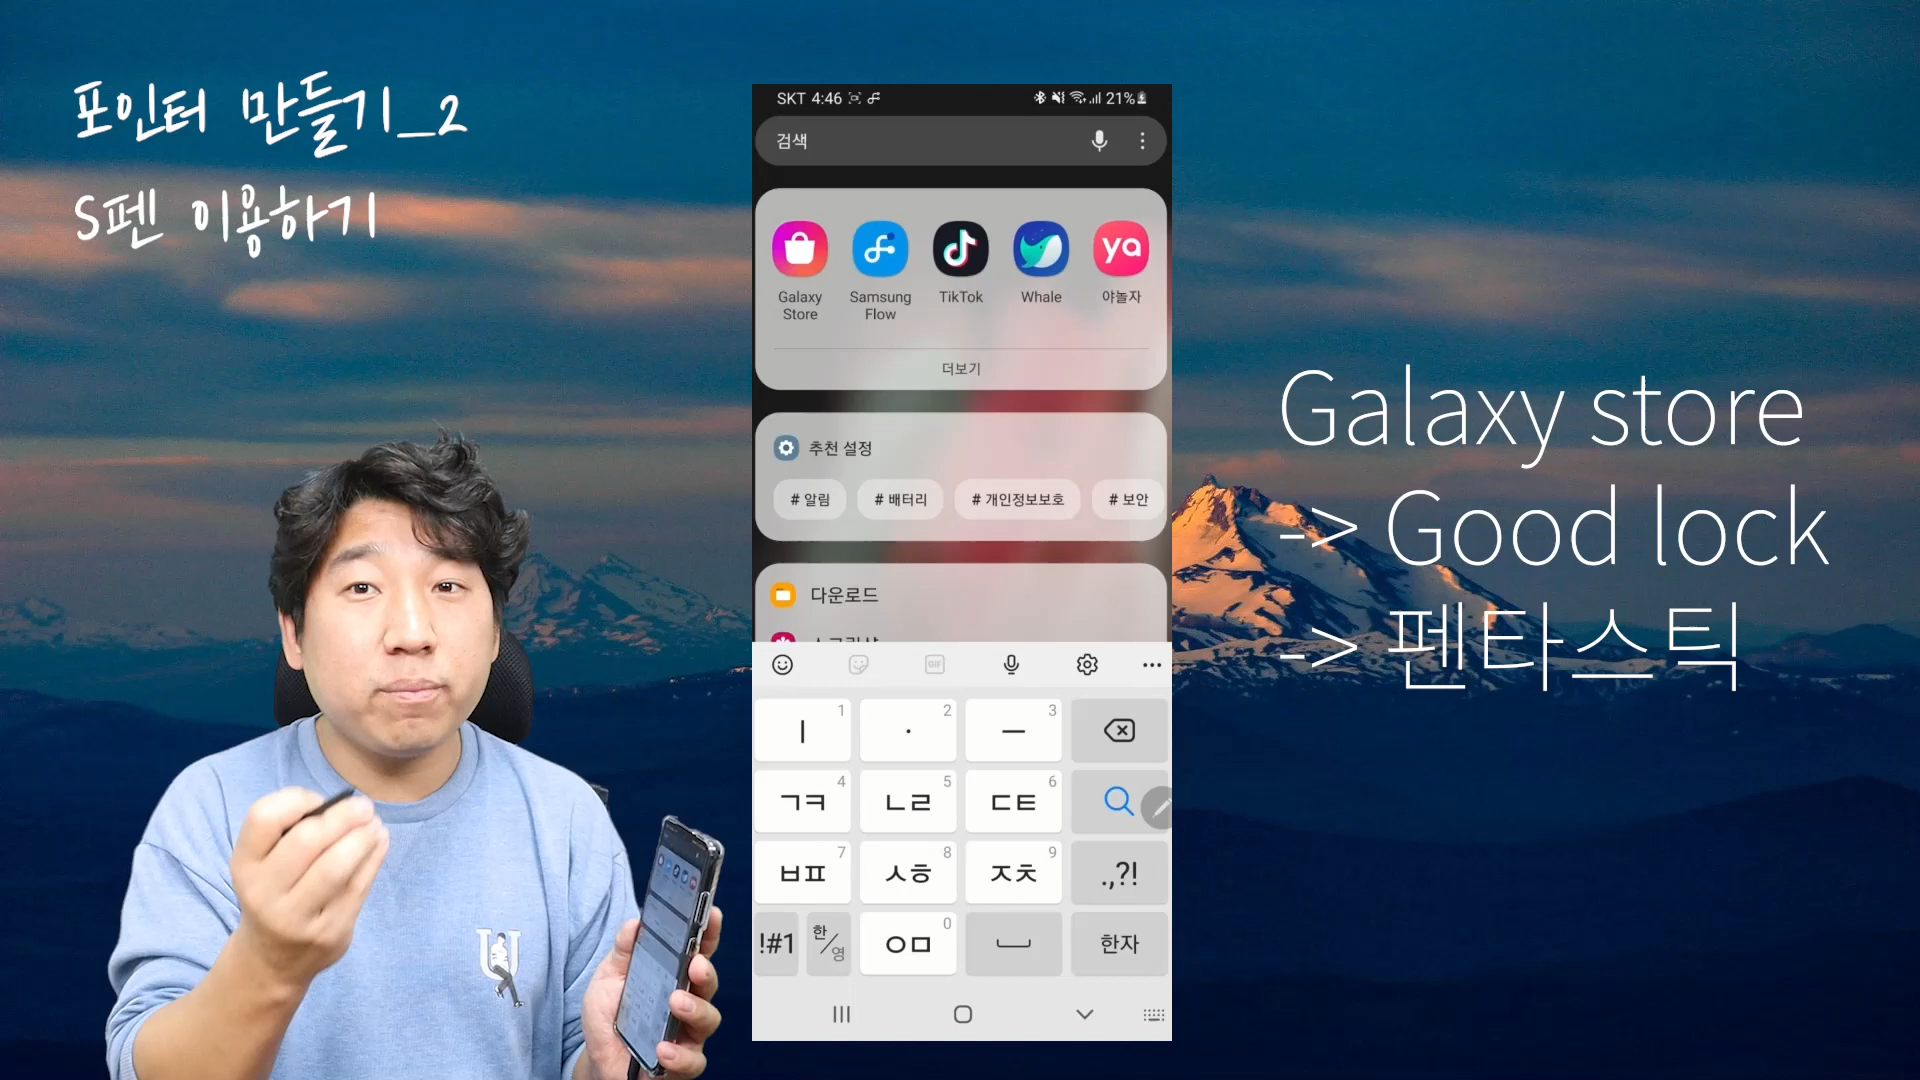 포인터 만들기_2
S펜 이용하기
SKT 4:46
21%
검색
Galaxy Store
Samsung Flow
TikTok
Whale
ya
야놀자
더보기
추천 설정
# 알림
# 배터리
# 개인정보보호
# 보안
다운로드
GIF
ㅣ 1
· 2
ㅡ 3
ㄱㅋ 4
ㄴㄹ 5
ㄷㅌ 6
ㅂㅍ 7
ㅅㅎ 8
ㅈㅊ 9
.,?!
!#1
한/영
ㅇㅁ 0
한자
Galaxy store
-> Good lock
-> 펜타스틱
U